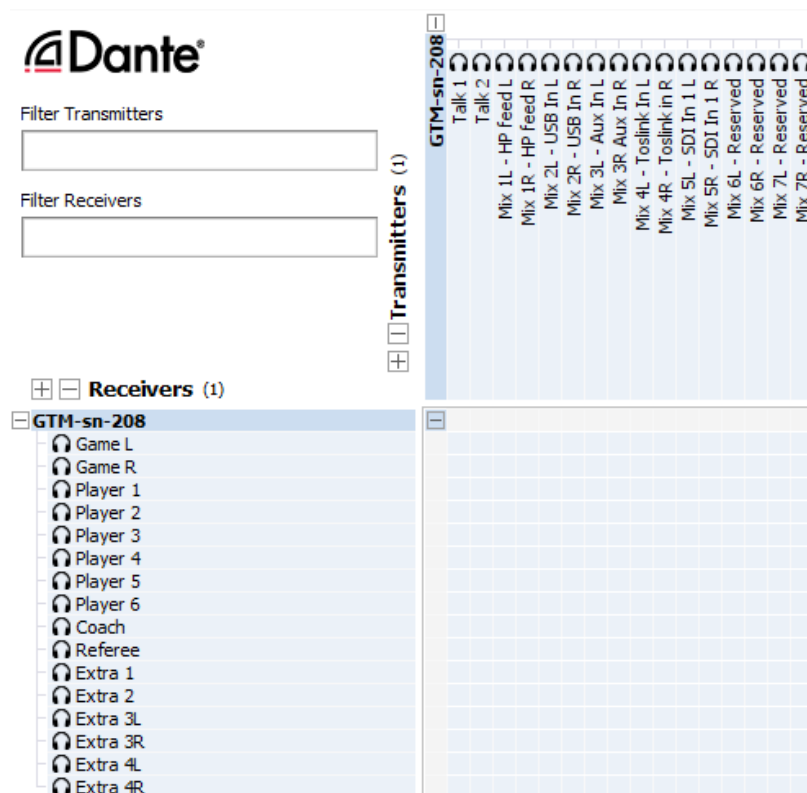 Dante®
Filter Transmitters
Filter Receivers
Transmitters (1)
GTM-sn-208
Talk 1
Talk 2
Mix 1L - HP feed L
Mix 1R - HP feed R
Mix 2L - USB In L
Mix 2R - USB In R
Mix 3L - Aux In L
Mix 3R Aux In R
Mix 4L - Toslink In L
Mix 4R - Toslink in R
Mix 5L - SDI In 1 L
Mix 5R - SDI In 1 R
Mix 6L - Reserved
Mix 6R - Reserved
Mix 7L - Reserved
Mix 7R - Reserved
Receivers (1)
GTM-sn-208
Game L
Game R
Player 1
Player 2
Player 3
Player 4
Player 5
Player 6
Coach
Referee
Extra 1
Extra 2
Extra 3L
Extra 3R
Extra 4L
Extra 4R